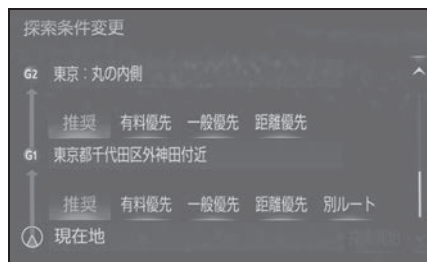 探索条件変更
G2 東京：丸の内側
推奨 有料優先 一般優先 距離優先
G1 東京都千代田区外神田付近
推奨 有料優先 一般優先 距離優先 別ルート
現在地